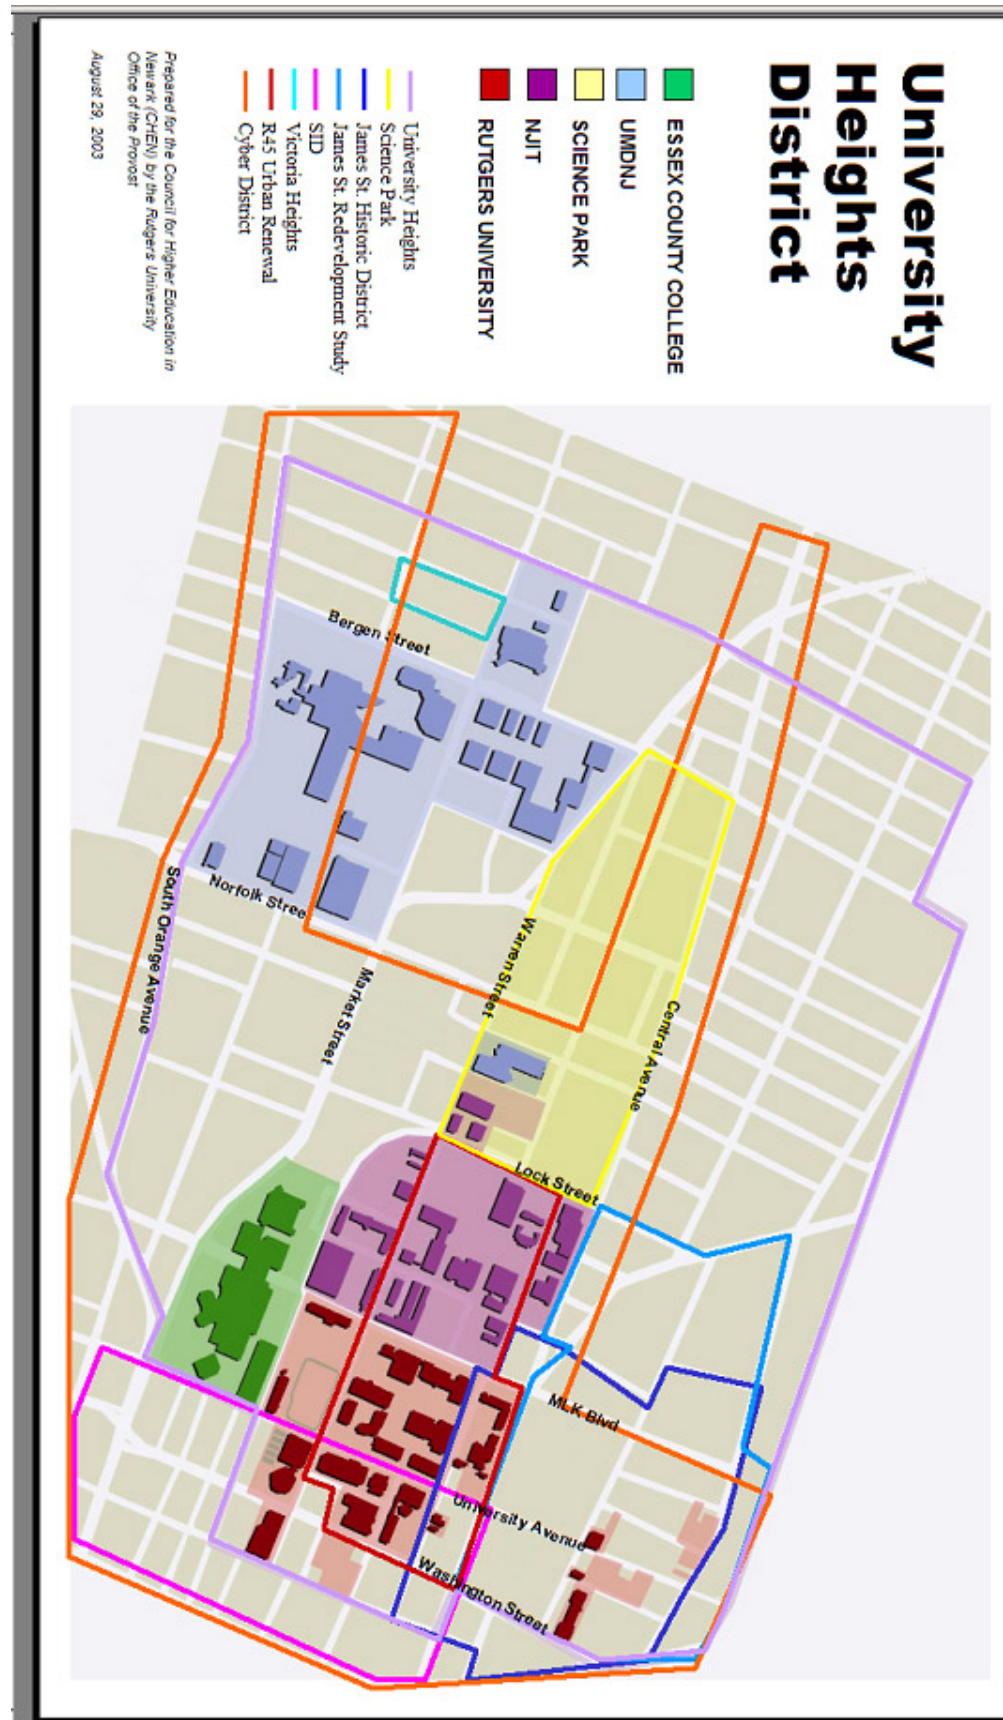 University
Heights
District
ESSEX COUNTY COLLEGE
UMDNJ
SCIENCE PARK
NJIT
RUTGERS UNIVERSITY
University Heights
Science Park
James St. Historic District
James St. Redevelopment Study
SID
Victoria Heights
R45 Urban Renewal
Cyber District
Prepared for the Council for Higher Education in
Newark (CHEN) by the Rutgers University
Office of the Provost
August 29, 2003
Bergen Street
Norfolk Stree
South Orange Avenue
Market Street
Warren Street
Central Avenue
Lock Street
MLK Blvd
University Avenue
Washington Street